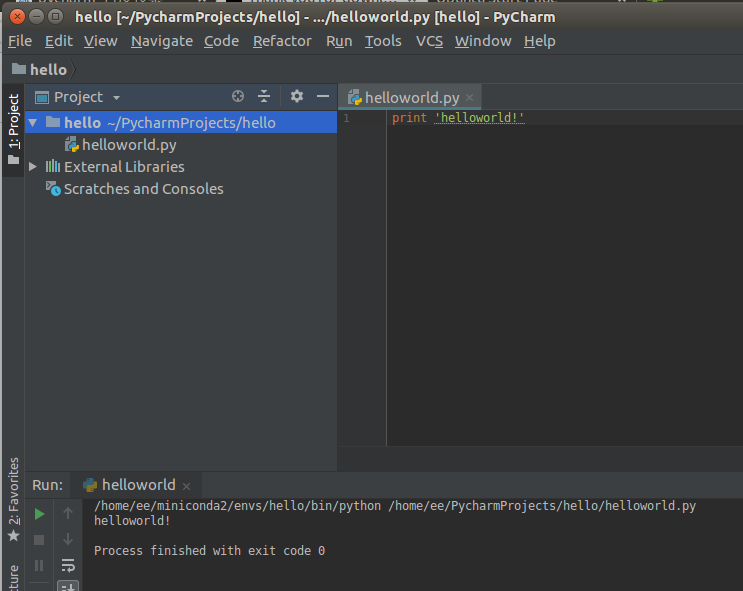 hello [~/PycharmProjects/hello] - .../helloworld.py [hello] - PyCharm
File Edit View Navigate Code Refactor Run Tools VCS Window Help
hello
1: Project
Project
helloworld.py
hello ~/PycharmProjects/hello
helloworld.py
External Libraries
Scratches and Consoles
1 print 'helloworld!'
2: Favorites
Run: helloworld
/home/ee/miniconda2/envs/hello/bin/python /home/ee/PycharmProjects/hello/helloworld.py
helloworld!
Process finished with exit code 0